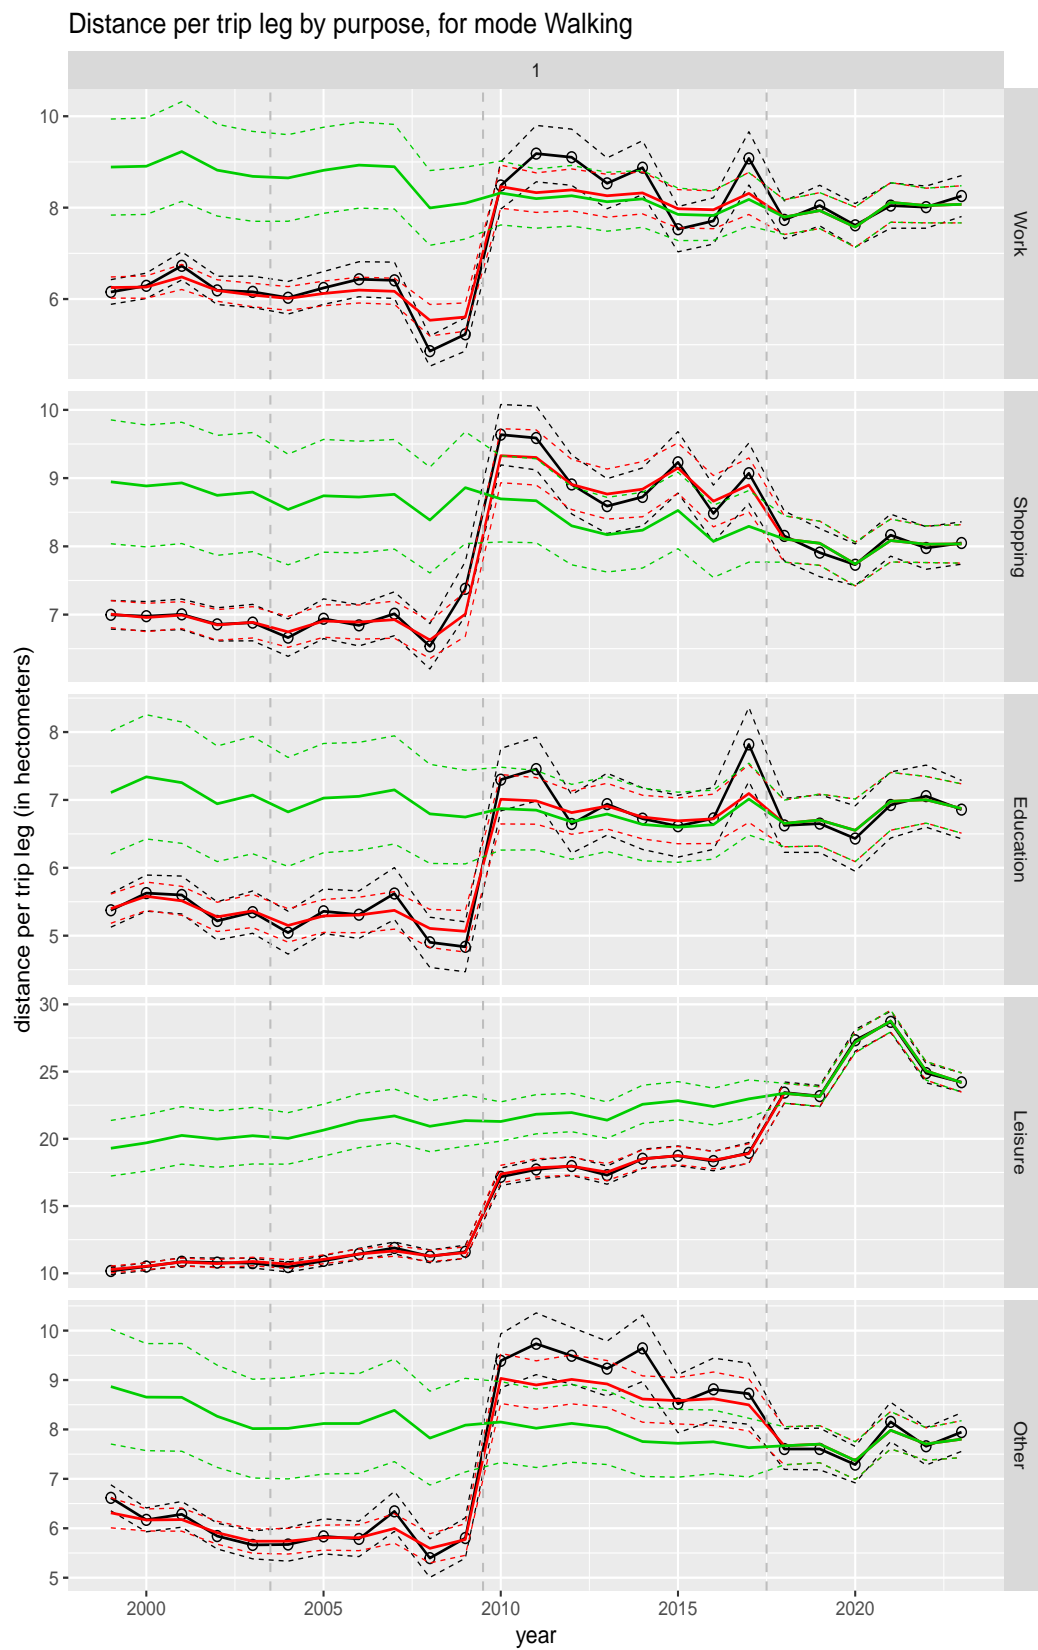 Distance per trip leg by purpose, for mode Walking
1
10
8
6
Work
10
9
8
7
Shopping
8
7
6
5
Education
30
25
20
15
10
Leisure
10
9
8
7
6
5
Other
distance per trip leg (in hectometers)
2000 2005 2010 2015 2020
year